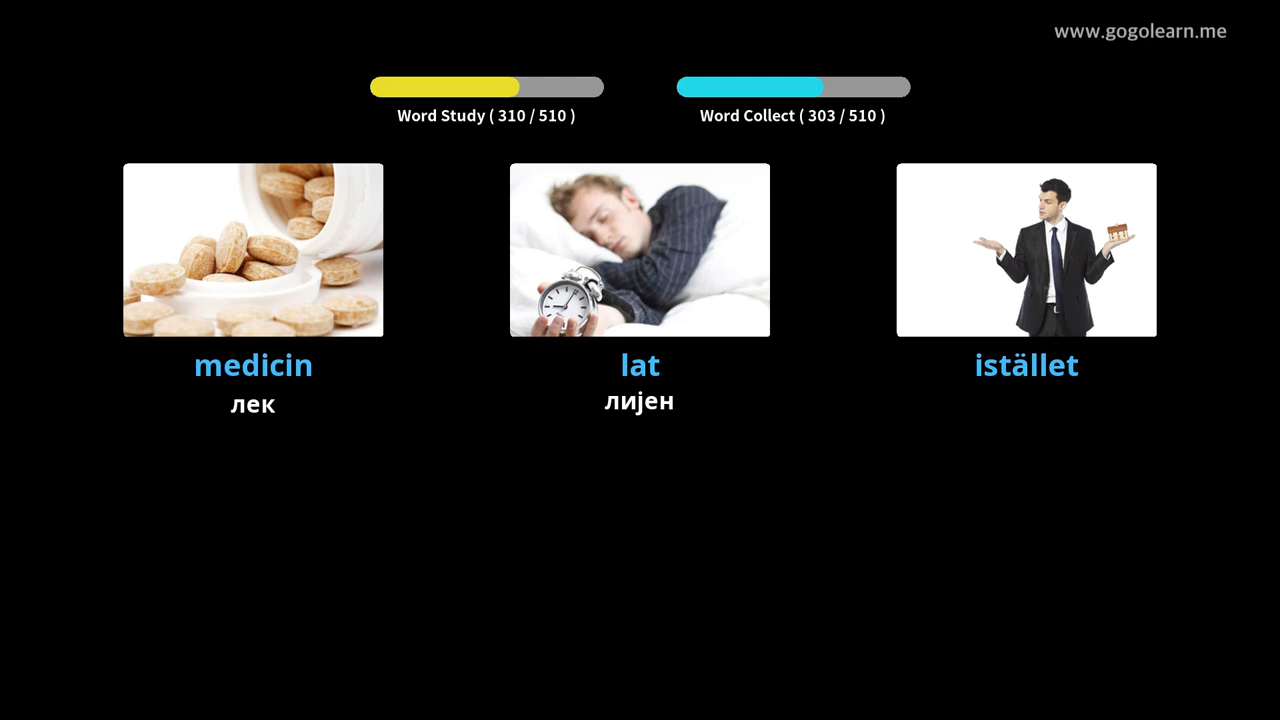 www.gogolearn.me
Word Study ( 310 / 510 )
Word Collect ( 303 / 510 )
medicin
лек
lat
лијен
istället